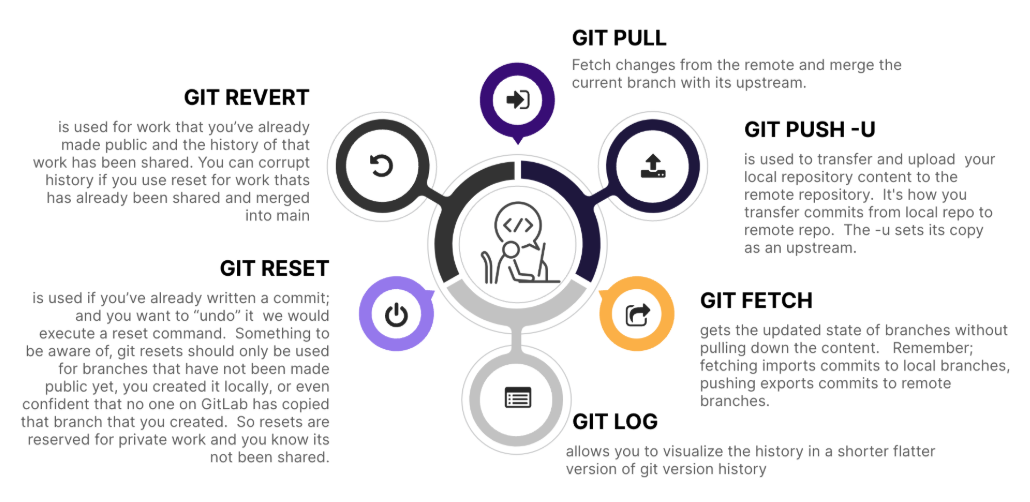 GIT PULL
Fetch changes from the remote and merge the
current branch with its upstream.
GIT REVERT
is used for work that you’ve already
made public and the history of that
work has been shared. You can corrupt
history if you use reset for work thats
has already been shared and merged
into main
GIT PUSH -U
is used to transfer and upload your
local repository content to the
remote repository. It's how you
transfer commits from local repo to
remote repo. The -u sets its copy
as an upstream.
GIT RESET
is used if you’ve already written a commit;
and you want to “undo” it we would
execute a reset command. Something to
be aware of, git resets should only be used
for branches that have not been made
public yet, you created it locally, or even
confident that no one on GitLab has copied
that branch that you created. So resets are
reserved for private work and you know its
not been shared.
GIT FETCH
gets the updated state of branches without
pulling down the content. Remember;
fetching imports commits to local branches,
pushing exports commits to remote
branches.
GIT LOG
allows you to visualize the history in a shorter flatter
version of git version history